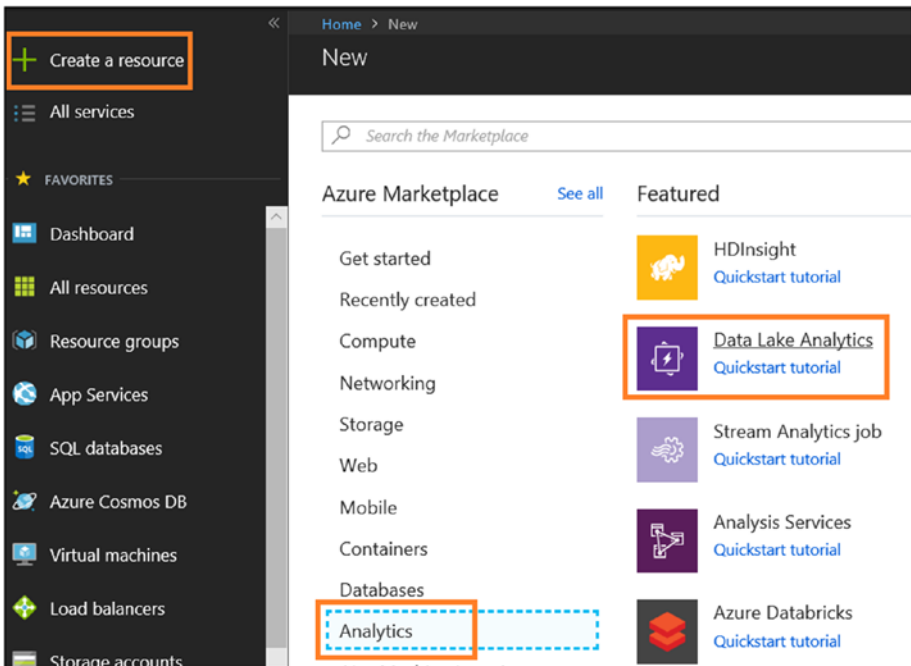 Create a resource
All services
FAVORITES
Dashboard
All resources
Resource groups
App Services
SQL
SQL databases
Azure Cosmos DB
Virtual machines
Load balancers
Storage accounts
Home > New
New
Search the Marketplace
Azure Marketplace
See all
Get started
Recently created
Compute
Networking
Storage
Web
Mobile
Containers
Databases
Analytics
Featured
HDInsight
Quickstart tutorial
Data Lake Analytics
Quickstart tutorial
Stream Analytics job
Quickstart tutorial
Analysis Services
Quickstart tutorial
Azure Databricks
Quickstart tutorial